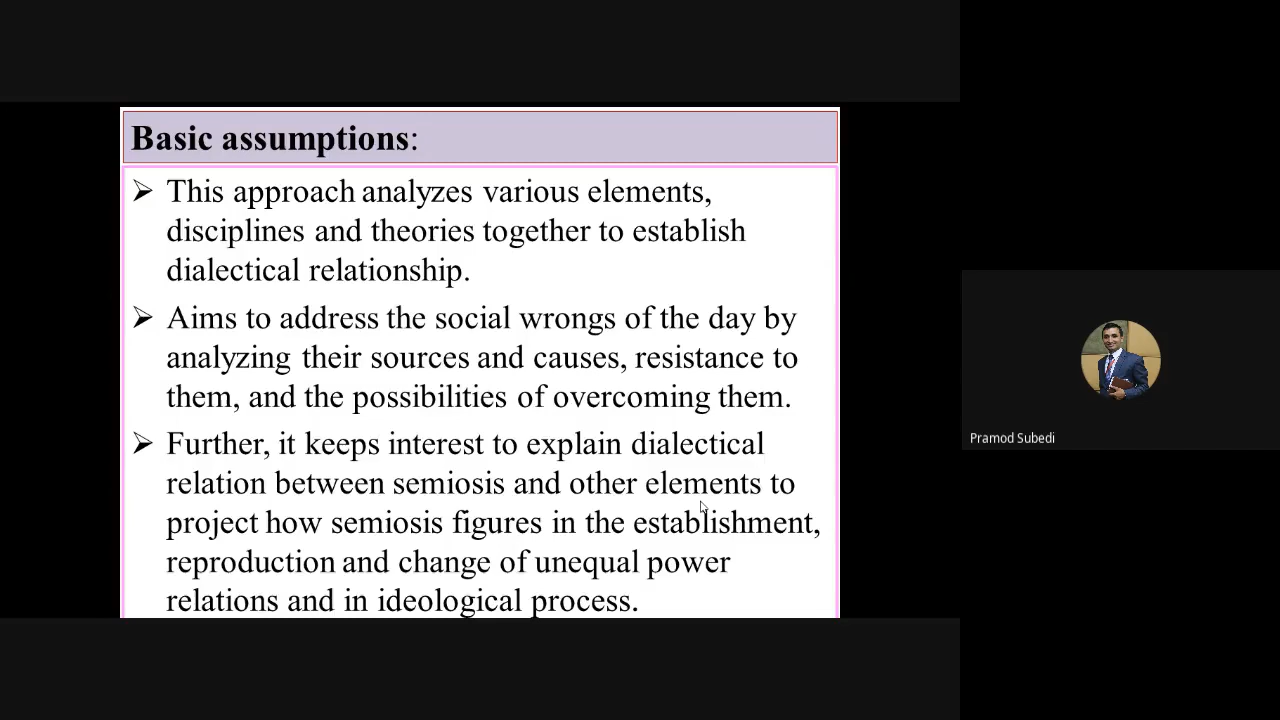 Basic assumptions:
➢ This approach analyzes various elements,
disciplines and theories together to establish
dialectical relationship.
➢ Aims to address the social wrongs of the day by
analyzing their sources and causes, resistance to
them, and the possibilities of overcoming them.
➢ Further, it keeps interest to explain dialectical
relation between semiosis and other elements to
project how semiosis figures in the establishment,
reproduction and change of unequal power
relations and in ideological process.
Pramod Subedi